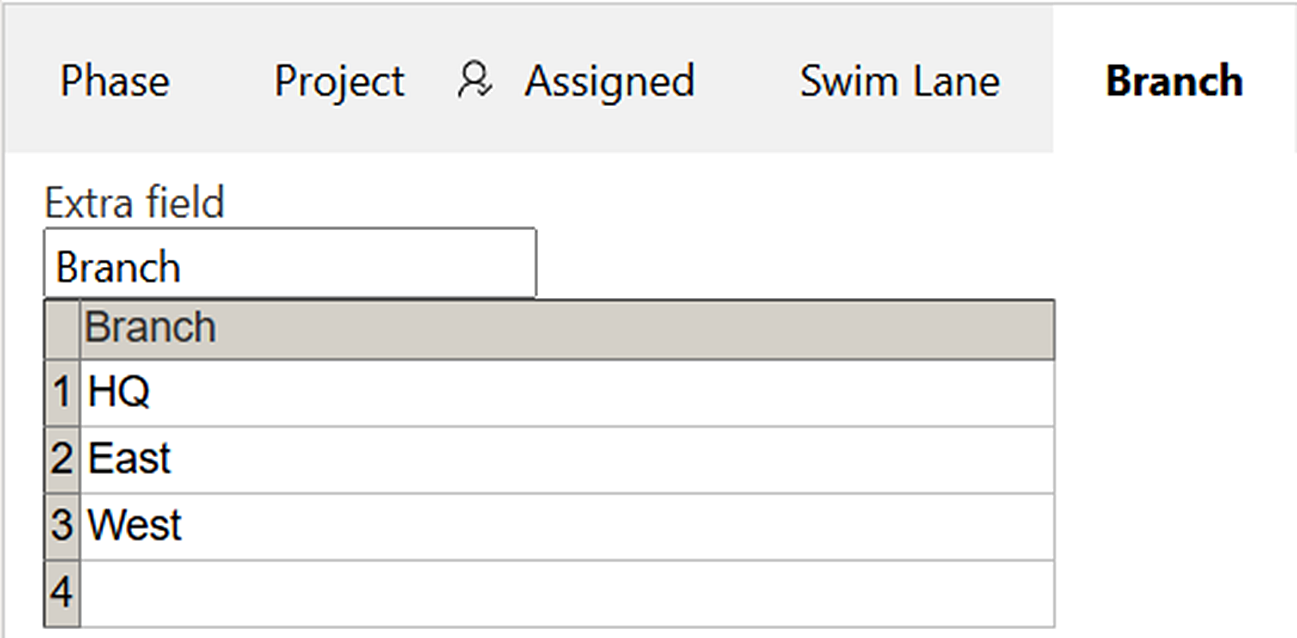 Phase Project Assigned Swim Lane Branch
Extra field
Branch
Branch
1 HQ
2 East
3 West
4